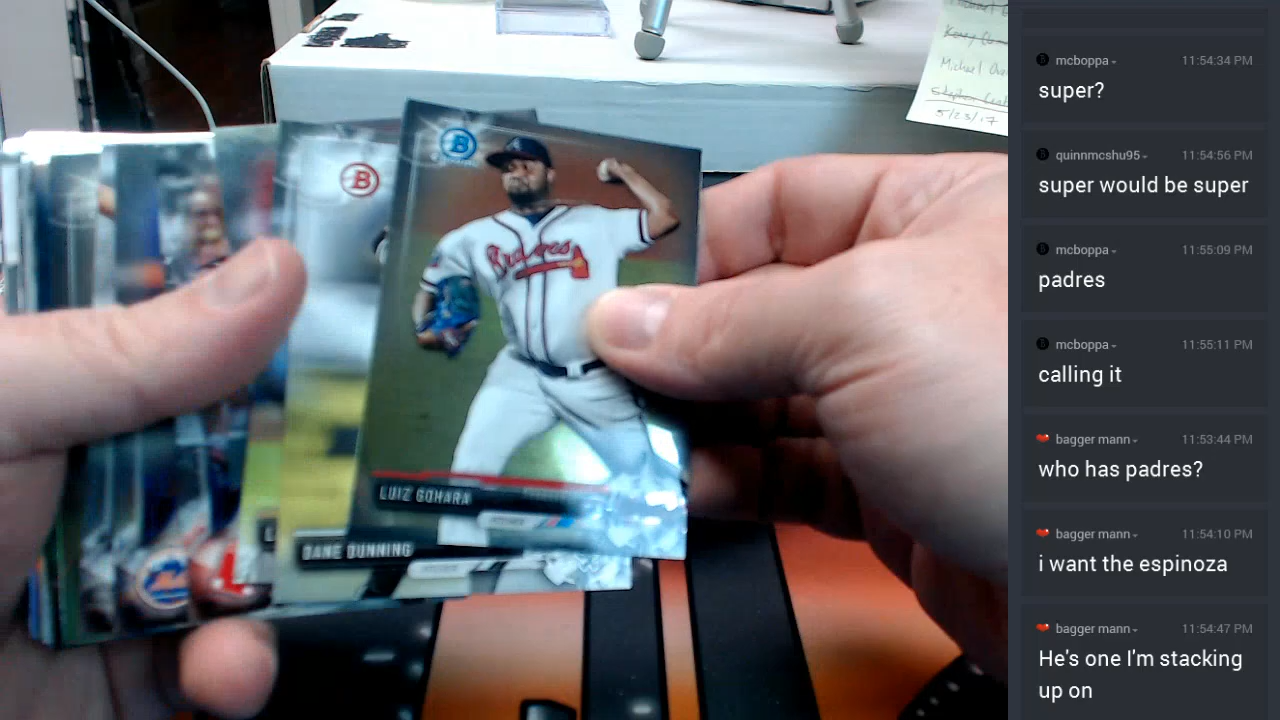 B
B
Braves
LUIZ GOHARA
DANE DUNNING
L
Michael
5/23/17
mcboppa
11:54:34 PM
super?
quinnmcshu95
11:54:56 PM
super would be super
mcboppa
11:55:09 PM
padres
mcboppa
11:55:11 PM
calling it
bagger mann
11:53:44 PM
who has padres?
bagger mann
11:54:10 PM
i want the espinoza
bagger mann
11:54:47 PM
He's one I'm stacking
up on